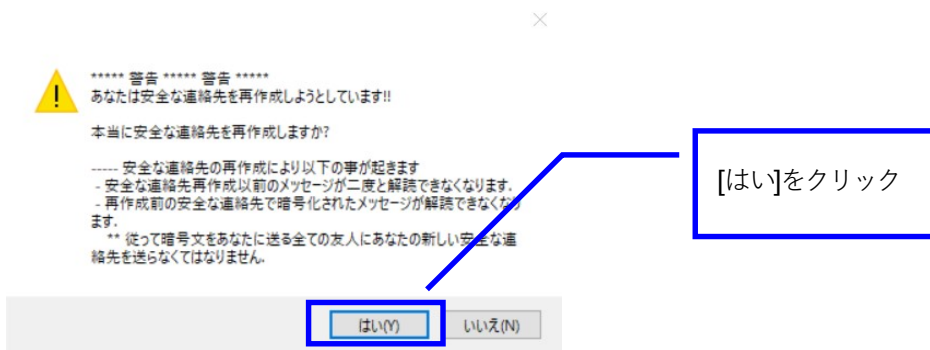 ***** 警告 ***** 警告 *****
あなたは安全な連絡先を再作成しようとしています!!
本当に安全な連絡先を再作成しますか?
----- 安全な連絡先の再作成により以下の事が起きます
- 安全な連絡先再作成以前のメッセージが二度と解読できなくなります.
- 再作成前の安全な連絡先で暗号化されたメッセージが解読できなくなり
ます.
** 従って暗号文をあなたに送る全ての友人にあなたの新しい安全な連
絡先を送らなくてはなりません.
[はい]をクリック
はい(Y)
いいえ(N)